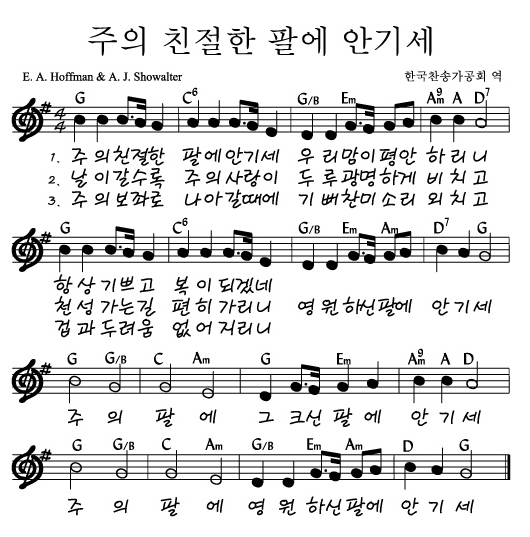 주의 친절한 팔에 안기세
E. A. Hoffman & A. J. Showalter 한국찬송가공회 역
G C6 G/B Em A9m A D7
1. 주 의친절한 팔에안기세 우 리맘이평안 하 리 니
2. 날 이갈수록 주 의사랑이 두 루광명하게 비 치 고
3. 주 의보좌로 나아갈때에 기 뻐찬미소리 외 치 고
G C6 G/B Em Am D7 G
항상기쁘고 복 이되겠네
천성가는길 편히가리니 영원하신팔에 안기세
겁과두려움 없어지리니
G G/B C Am G Em A9m A D
주 의 팔 에 그 크신 팔 에 안 기 세
G G/B C Am G/B Em Am D G
주 의 팔 에 영 원 하신팔에 안 기 세